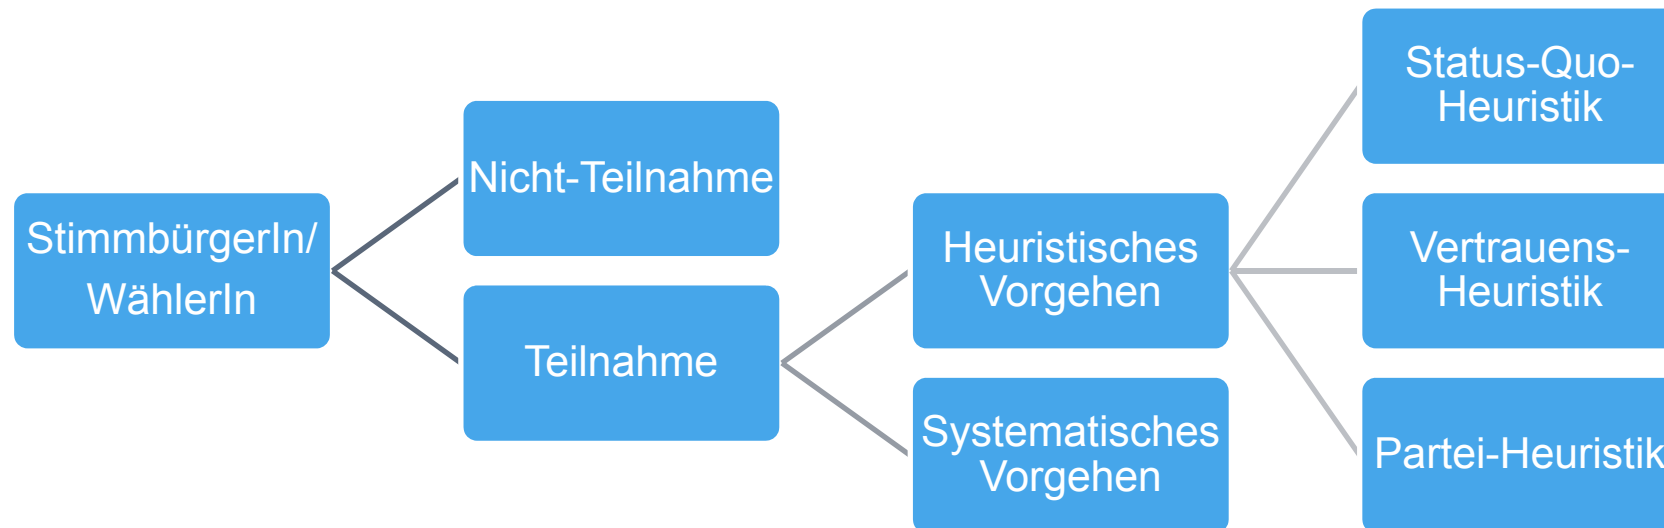 StimmbürgerIn/
WählerIn
Nicht-Teilnahme
Teilnahme
Heuristisches
Vorgehen
Systematisches
Vorgehen
Status-Quo-
Heuristik
Vertrauens-
Heuristik
Partei-Heuristik